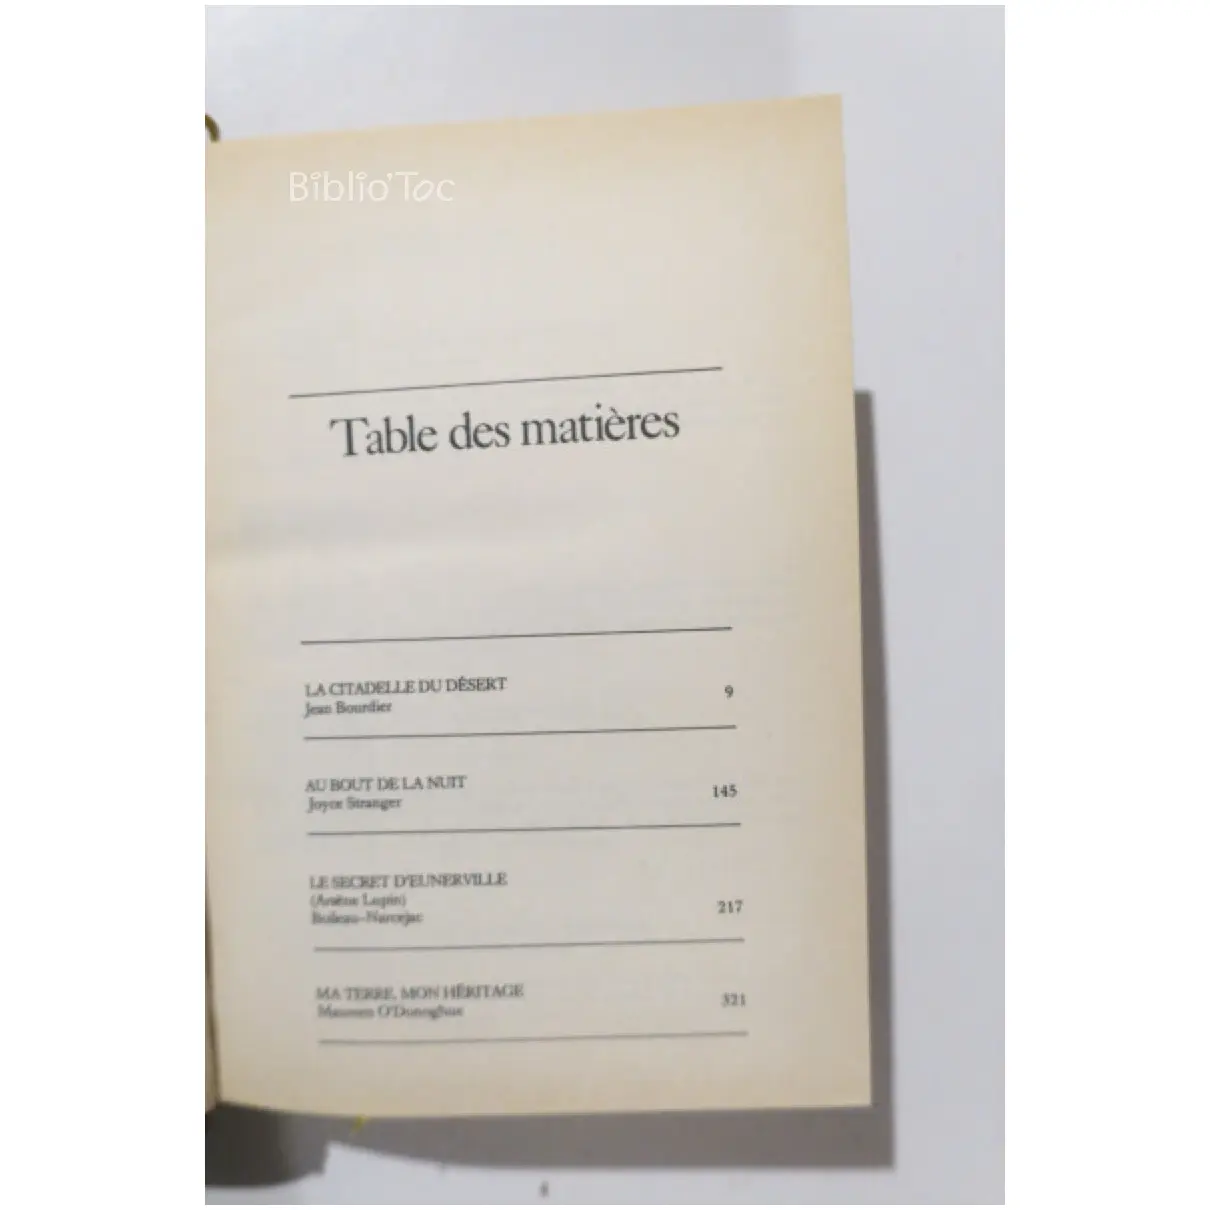 Biblio'Toc
Table des matières
LA CITADELLE DU DÉSERT
Jean Bourdier
9
AU BOUT DE LA NUIT
Joyce Stranger
145
LE SECRET D'EUNERVILLE
(Arsène Lupin)
Boileau-Narcejac
217
MA TERRE, MON HÉRITAGE
Maureen O'Donoghue
321